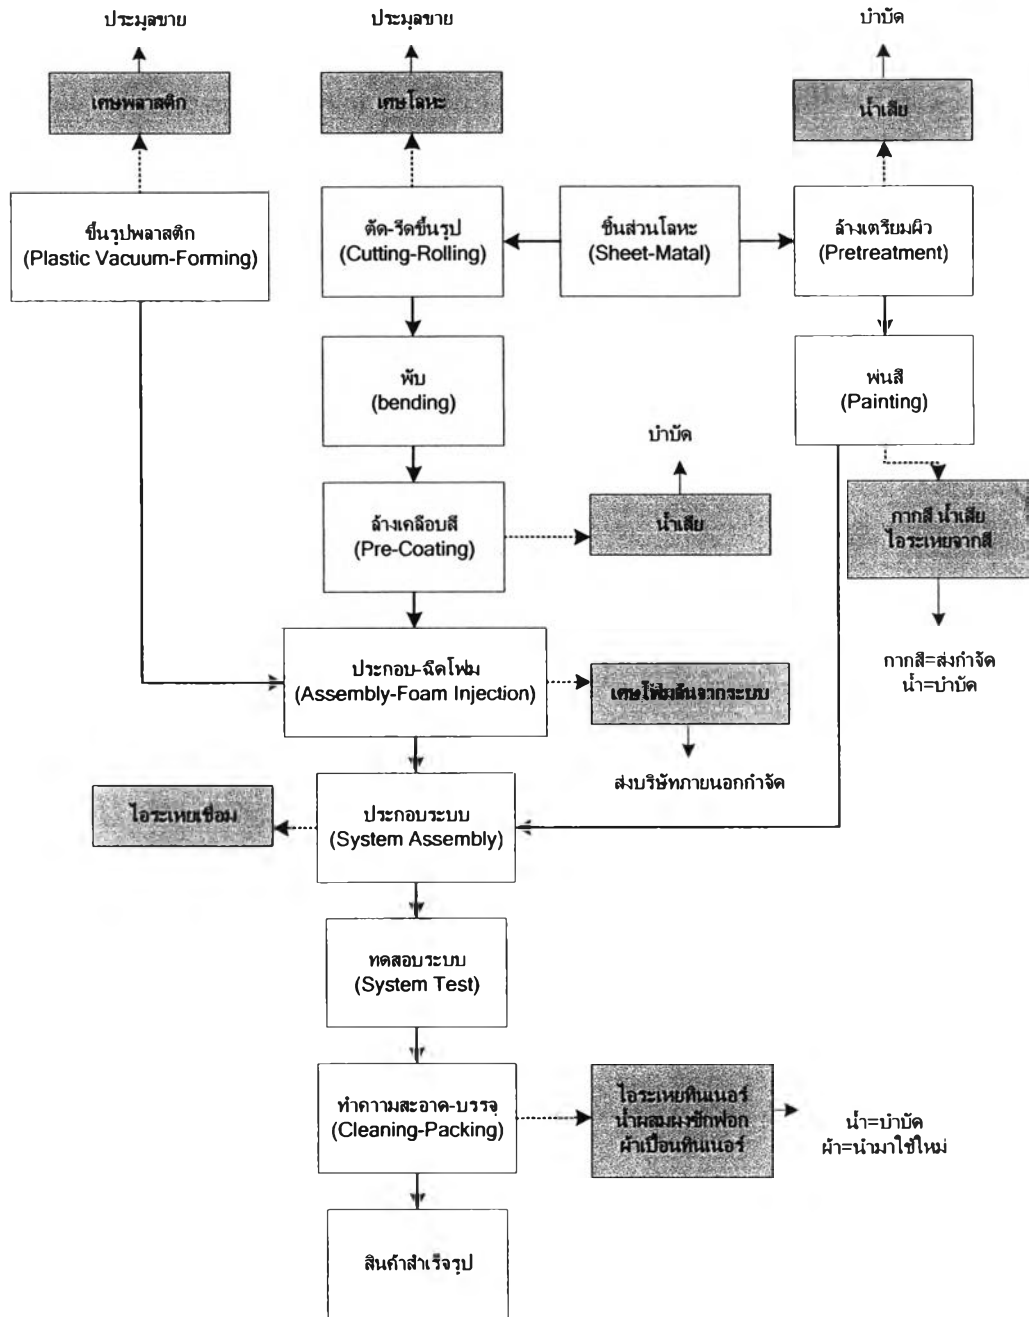 ประมูลขาย
ประมูลขาย
บำบัด
เศษพลาสติก
เศษโลหะ
น้ำเสีย
ขึ้นรูปพลาสติก
(Plastic Vacuum-Forming)
ตัด-รีดขึ้นรูป
(Cutting-Rolling)
ชิ้นส่วนโลหะ
(Sheet-Matal)
ล้างเตรียมผิว
(Pretreatment)
พับ
(bending)
พ่นสี
(Painting)
บำบัด
ล้างเคลือบสี
(Pre-Coating)
น้ำเสีย
กากสี น้ำเสีย
ไอระเหยจากสี
ประกอบ-ฉีดโฟม
(Assembly-Foam Injection)
เศษโฟมล้นจากระบบ
กากสี=ส่งกำจัด
น้ำ=บำบัด
ส่งบริษัทภายนอกกำจัด
ไอระเหยเชื่อม
ประกอบระบบ
(System Assembly)
ทดสอบระบบ
(System Test)
ทำความสะอาด-บรรจุ
(Cleaning-Packing)
ไอระเหยทินเนอร์
น้ำผสมผงซักฟอก
ผ้าเปื้อนทินเนอร์
น้ำ=บำบัด
ผ้า=นำมาใช้ใหม่
สินค้าสำเร็จรูป